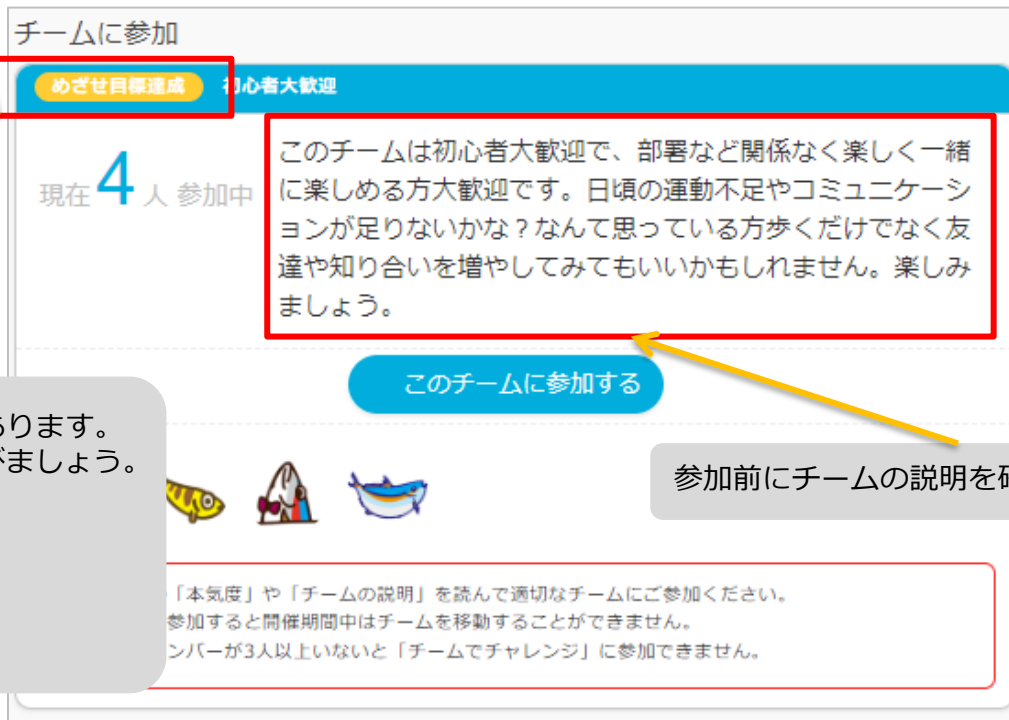 チームに参加
めざせ目標達成 初心者大歓迎
現在4人 参加中
このチームは初心者大歓迎で、部署など関係なく楽しく一緒
に楽しめる方大歓迎です。日頃の運動不足やコミュニケーシ
ョンが足りないかな？なんて思っている方歩くだけでなく友
達や知り合いを増やしてみてもいいかもしれません。楽しみ
ましょう。
このチームに参加する
あります。
びましょう。
参加前にチームの説明を確
「本気度」や「チームの説明」を読んで適切なチームにご参加ください。
参加すると開催期間中はチームを移動することができません。
ンバーが3人以上いないと「チームでチャレンジ」に参加できません。